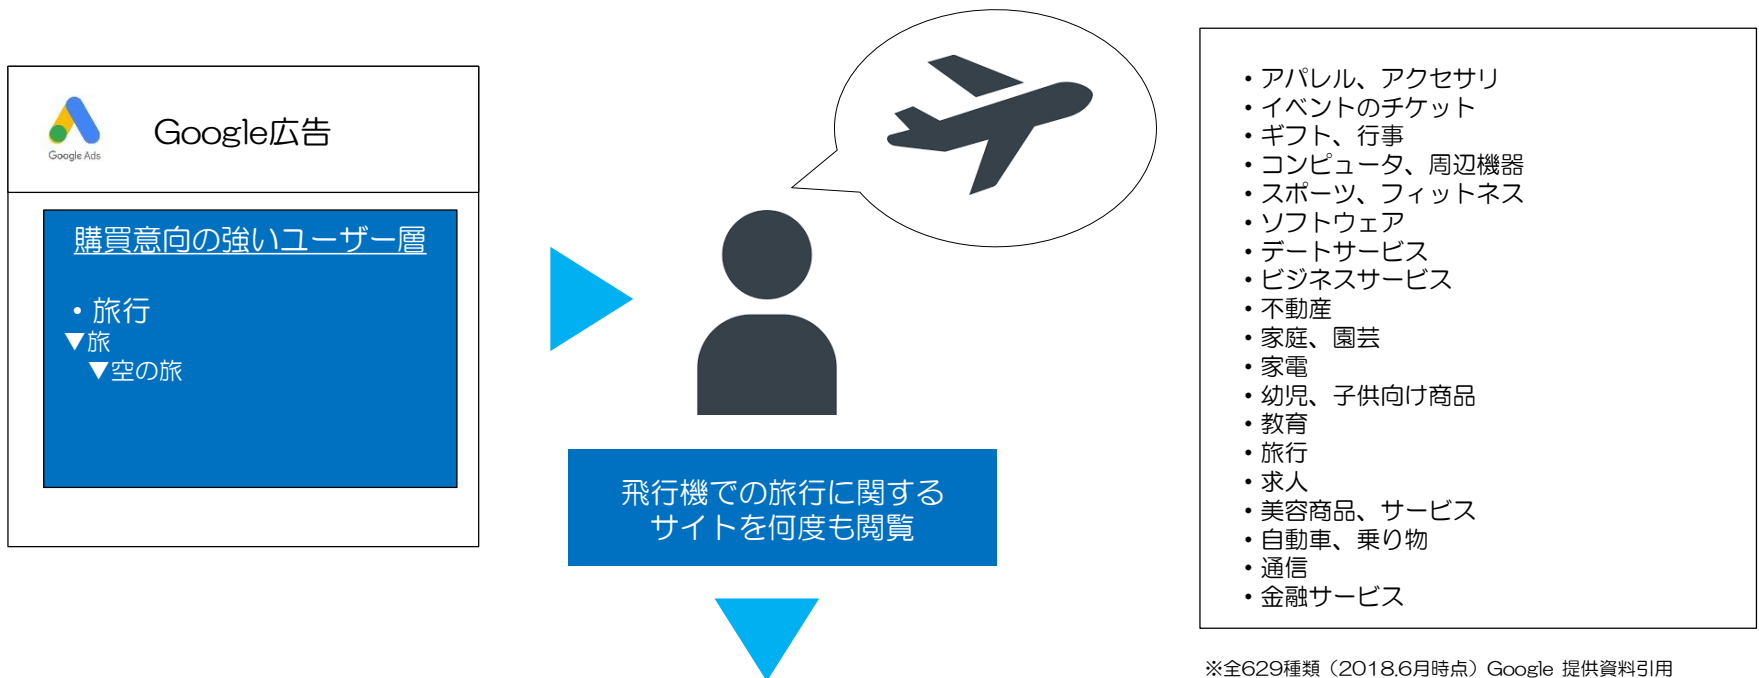 Google Ads
Google広告
購買意向の強いユーザー層
・旅行
▼旅
▼空の旅
飛行機での旅行に関する
サイトを何度も閲覧
・アパレル、アクセサリ
・イベントのチケット
・ギフト、行事
・コンピュータ、周辺機器
・スポーツ、フィットネス
・ソフトウェア
・デートサービス
・ビジネスサービス
・不動産
・家庭、園芸
・家電
・幼児、子供向け商品
・教育
・旅行
・求人
・美容商品、サービス
・自動車、乗り物
・通信
・金融サービス
※全629種類（2018.6月時点）Google 提供資料引用